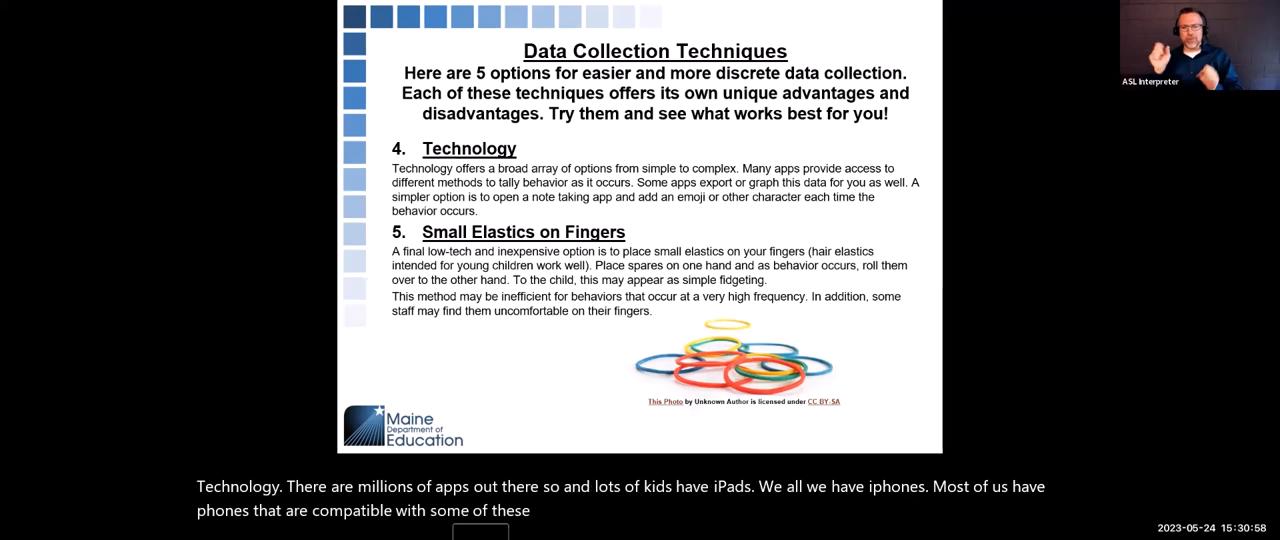 Data Collection Techniques
Here are 5 options for easier and more discrete data collection.
Each of these techniques offers its own unique advantages and
disadvantages. Try them and see what works best for you!
4. Technology
Technology offers a broad array of options from simple to complex. Many apps provide access to
different methods to tally behavior as it occurs. Some apps export or graph this data for you as well. A
simpler option is to open a note taking app and add an emoji or other character each time the
behavior occurs.
5. Small Elastics on Fingers
A final low-tech and inexpensive option is to place small elastics on your fingers (hair elastics
intended for young children work well). Place spares on one hand and as behavior occurs, roll them
over to the other hand. To the child, this may appear as simple fidgeting.
This method may be inefficient for behaviors that occur at a very high frequency. In addition, some
staff may find them uncomfortable on their fingers.
This Photo by Unknown Author is licensed under CC BY-SA
Maine
Department of
Education
ASL Interpreter
Technology. There are millions of apps out there so and lots of kids have iPads. We all we have iphones. Most of us have
phones that are compatible with some of these
2023-05-24 15:30:58